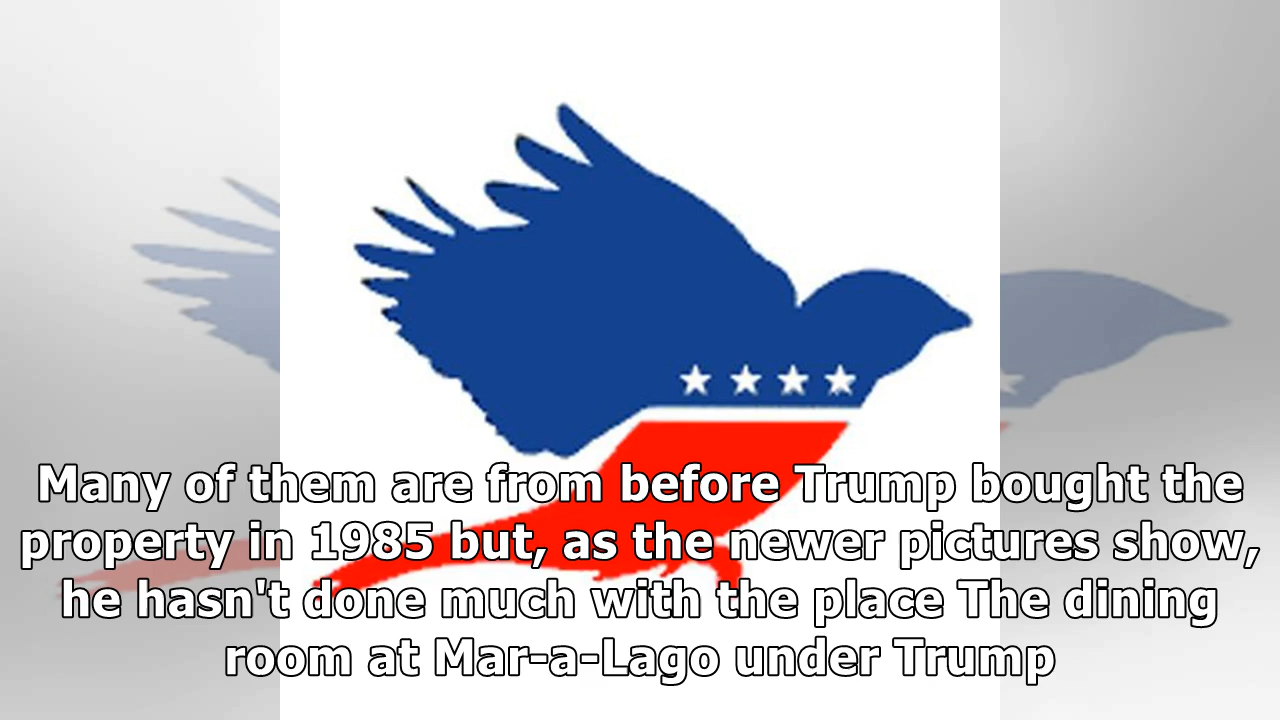 Many of them are from before Trump bought the
property in 1985 but, as the newer pictures show,
he hasn't done much with the place The dining
room at Mar-a-Lago under Trump